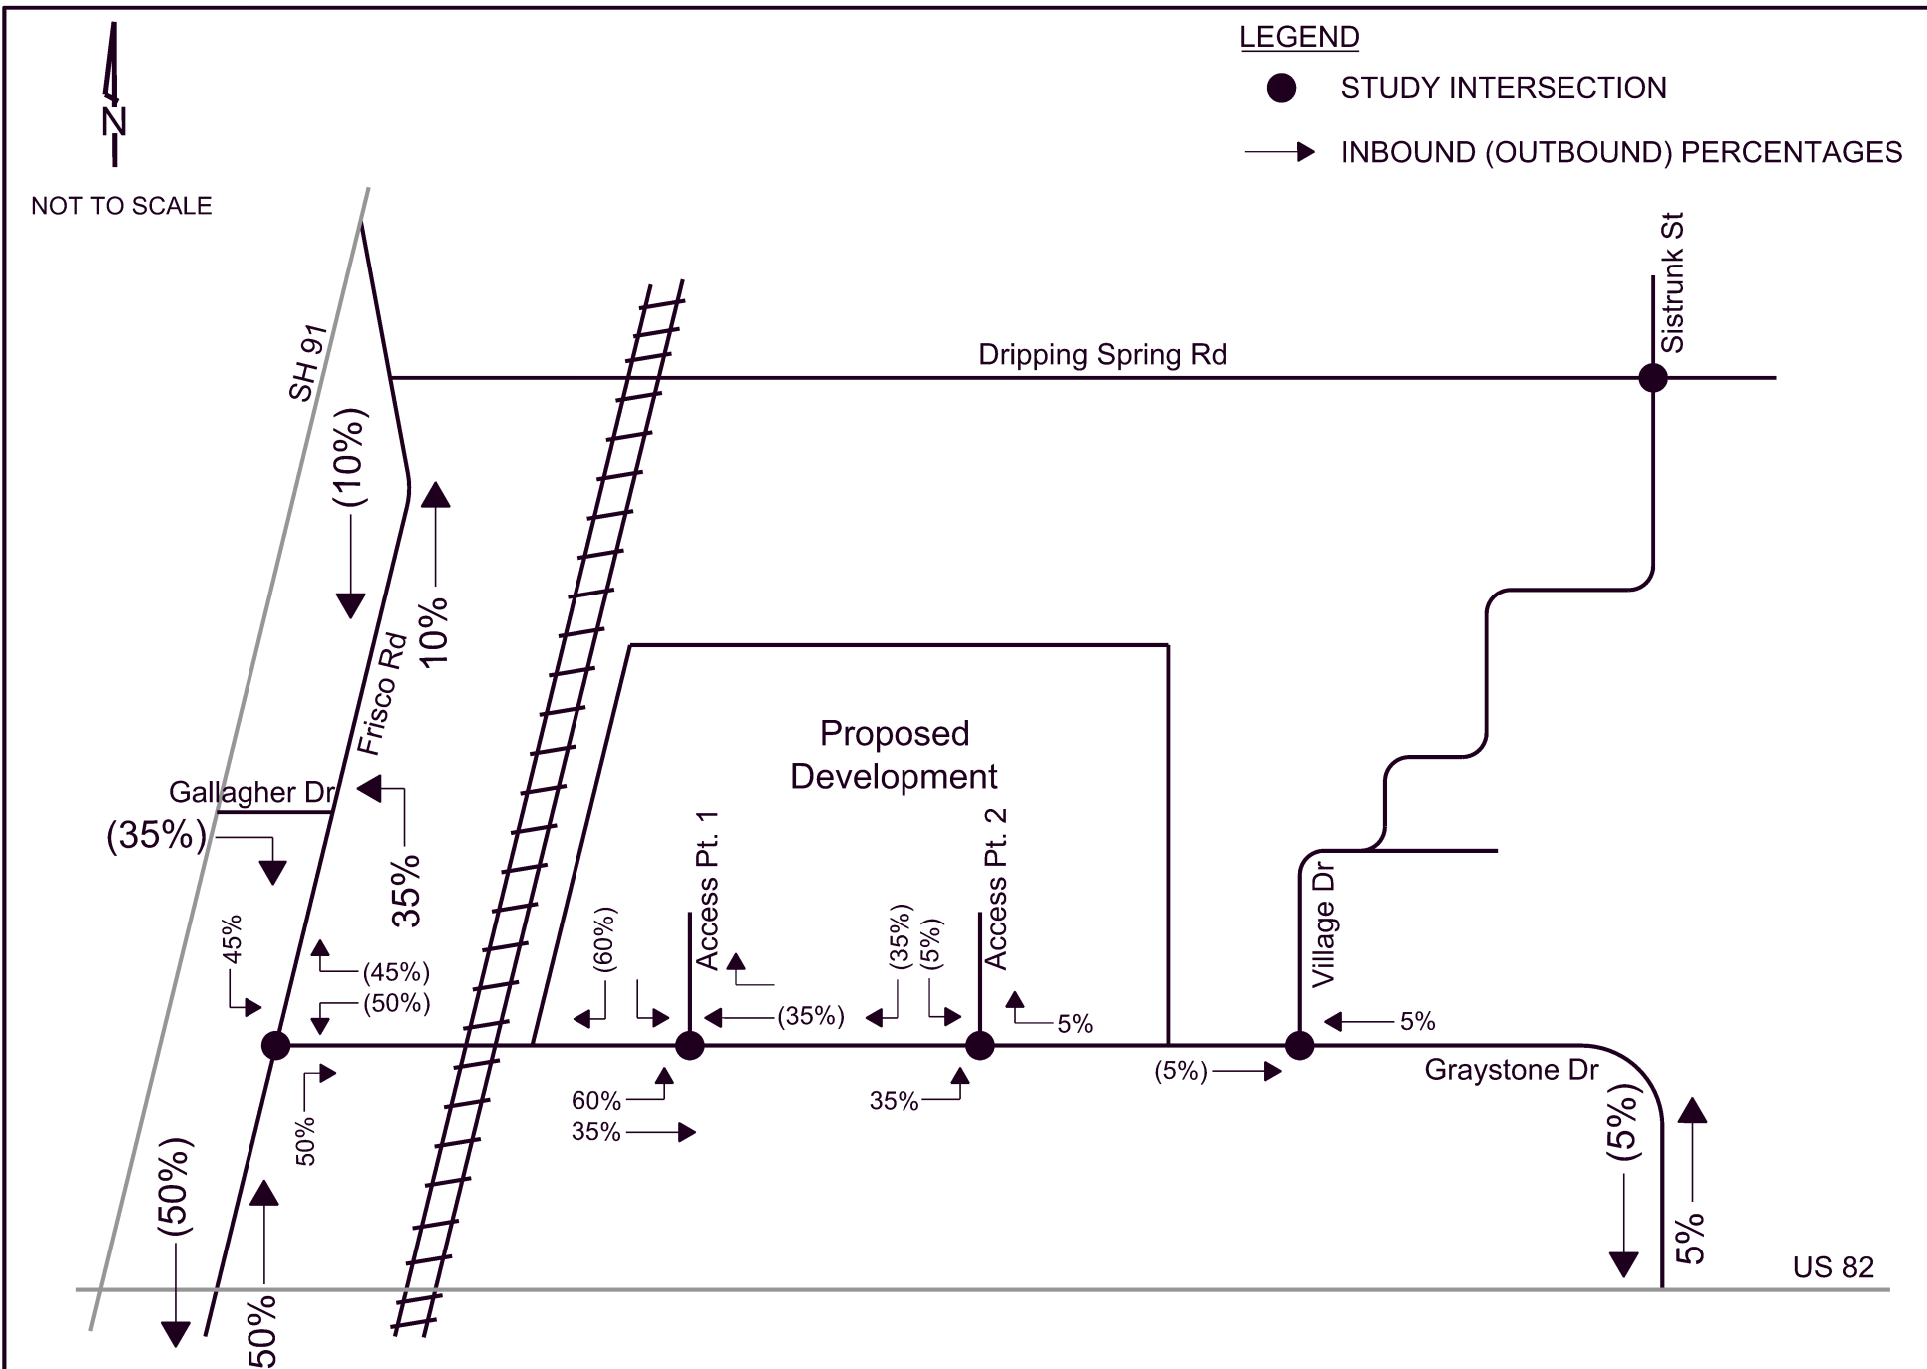 LEGEND
STUDY INTERSECTION
INBOUND (OUTBOUND) PERCENTAGES
N
NOT TO SCALE
SH 91
Sistrunk St
Dripping Spring Rd
(10%)
10%
Frisco Rd
Proposed
Development
Gallagher Dr
(35%)
35%
45%
(45%)
(50%)
(60%)
Access Pt. 1
(35%)
(35%)
(5%)
Access Pt. 2
5%
Village Dr
5%
50%
60%
35%
35%
(5%)
Graystone Dr
(5%)
5%
(50%)
50%
US 82